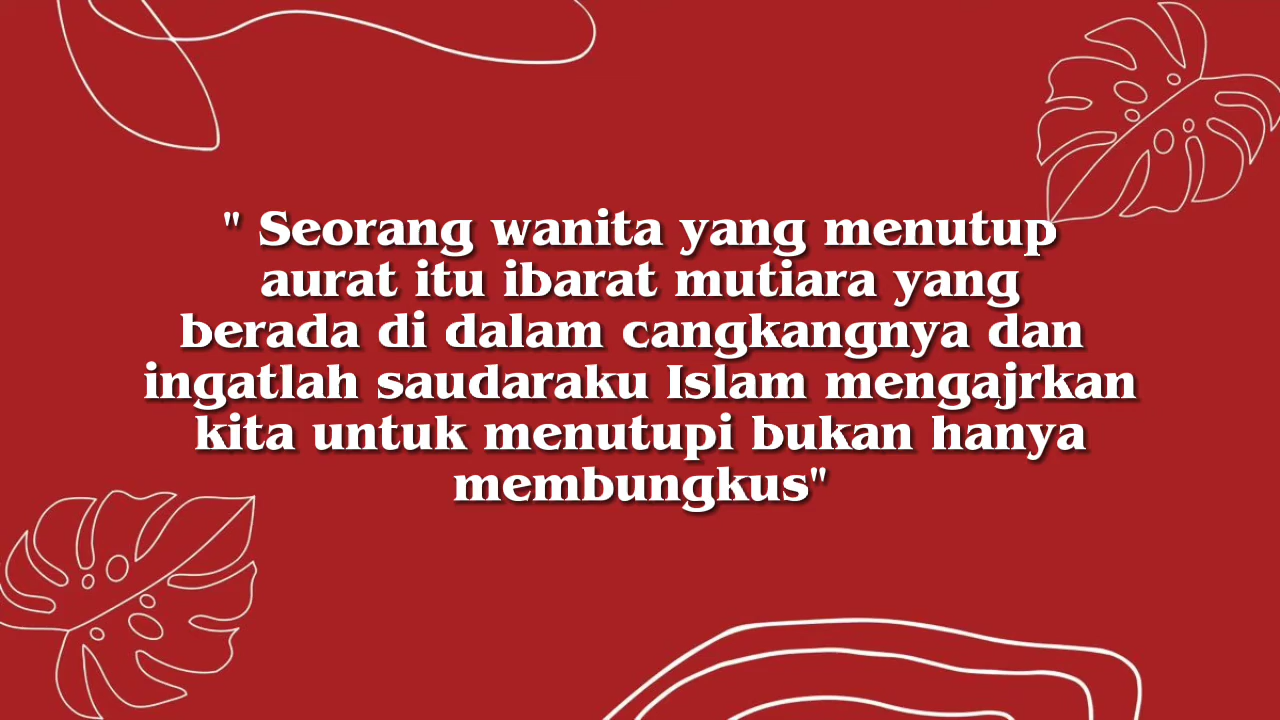 " Seorang wanita yang menutup
aurat itu ibarat mutiara yang
berada di dalam cangkangnya dan
ingatlah saudaraku Islam mengajrkan
kita untuk menutupi bukan hanya
membungkus"